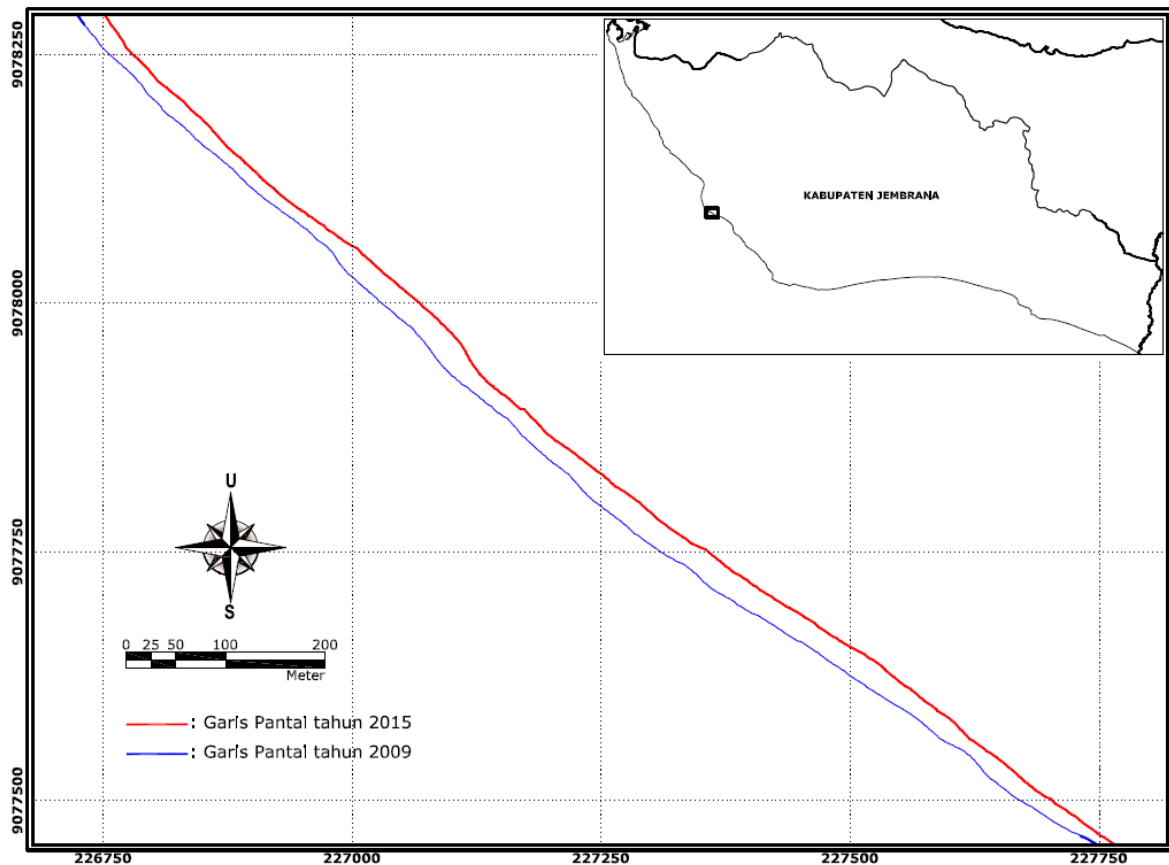 9078250
9078000
9077750
9077500
KABUPATEN JEMBRANA
U
S
0 25 50 100 200
Meter
: Garis Pantai tahun 2015
: Garis Pantai tahun 2009
226750 227000 227250 227500 227750